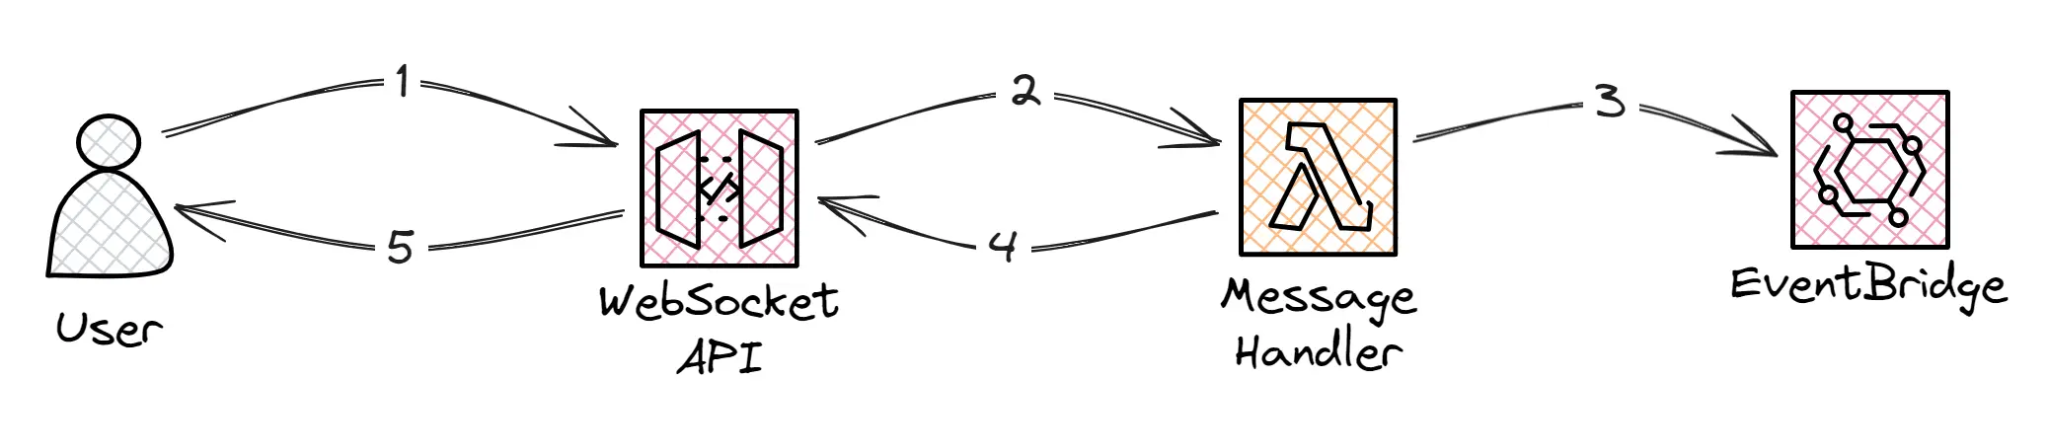 1
2
3
5
4
User
WebSocket
API
Message
Handler
EventBridge